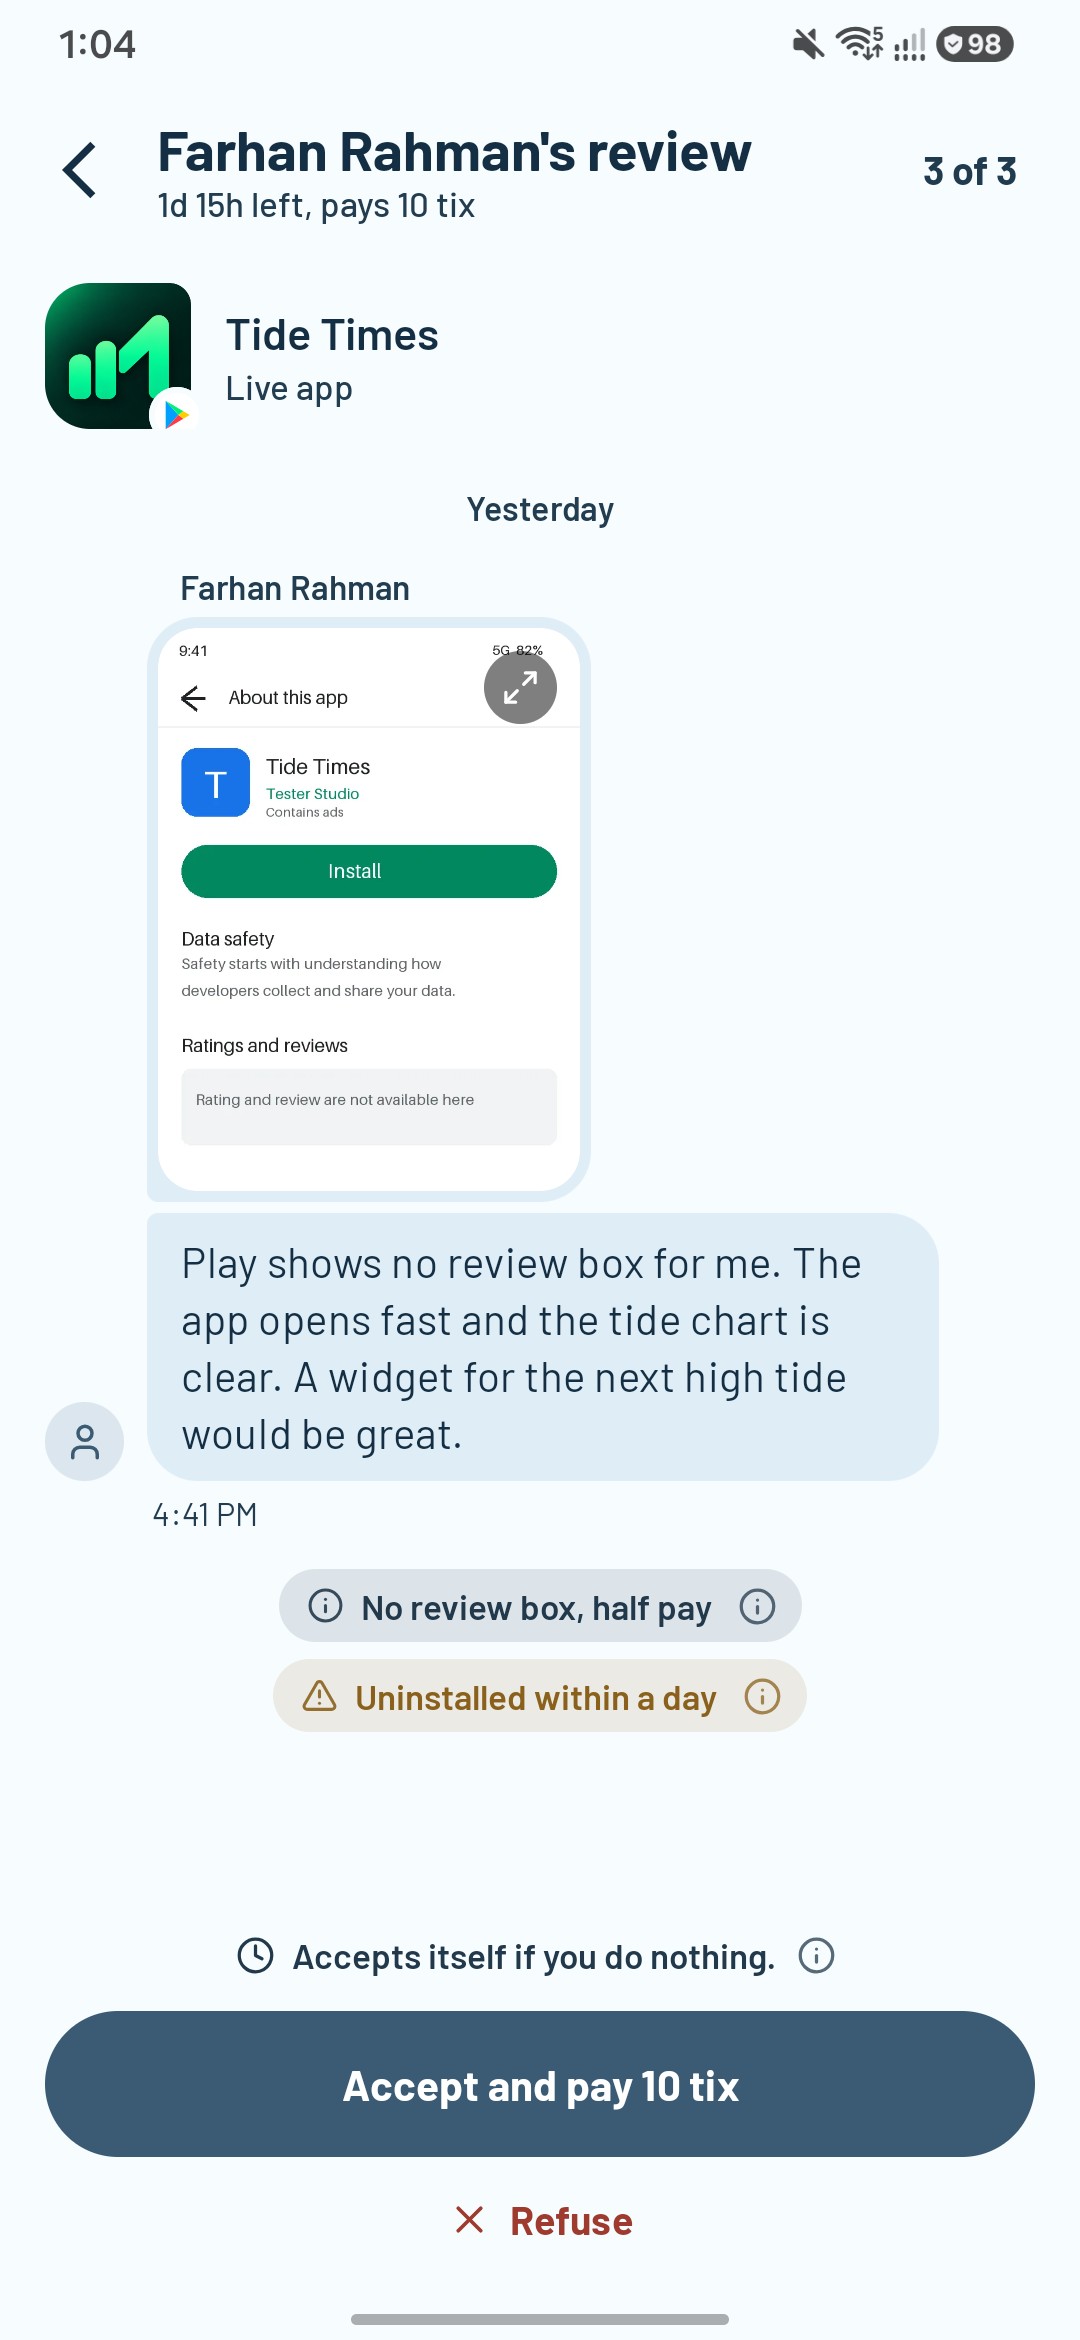 1:04
5
98
Farhan Rahman's review
1d 15h left, pays 10 tix
3 of 3
Tide Times
Live app
Yesterday
Farhan Rahman
9:41
5G 82%
About this app
T
Tide Times
Tester Studio
Contains ads
Install
Data safety
Safety starts with understanding how
developers collect and share your data.
Ratings and reviews
Rating and review are not available here
Play shows no review box for me. The
app opens fast and the tide chart is
clear. A widget for the next high tide
would be great.
4:41 PM
No review box, half pay
Uninstalled within a day
Accepts itself if you do nothing.
Accept and pay 10 tix
Refuse